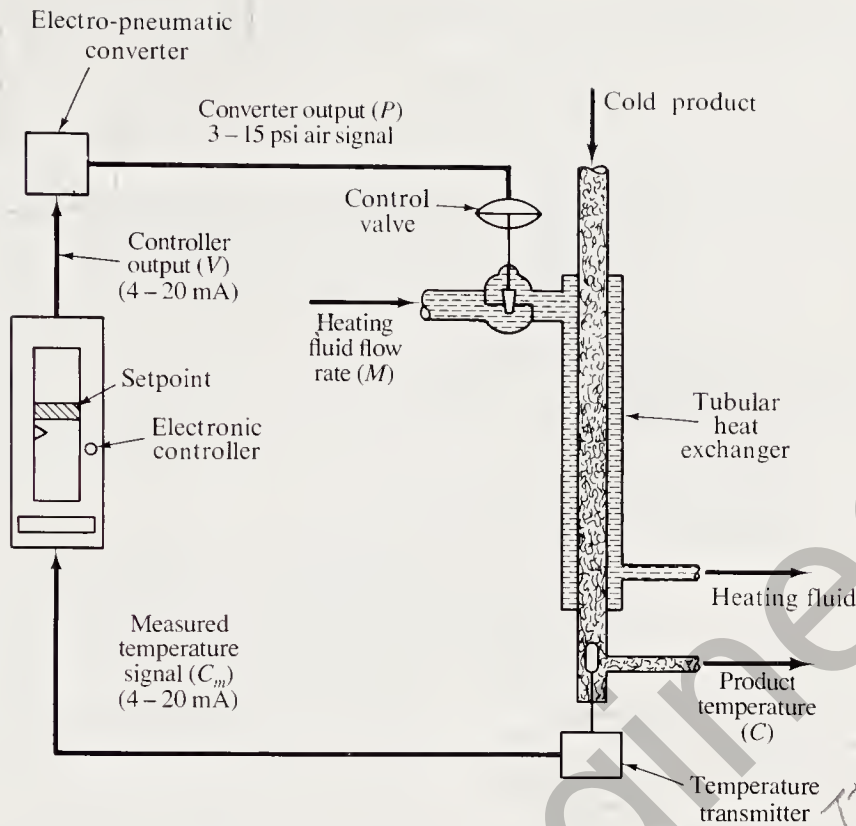 Electro-pneumatic
converter
Converter output (P)
3 – 15 psi air signal
Cold product
Control
valve
Controller
output (V)
(4 – 20 mA)
Heating
fluid flow
rate (M)
Setpoint
Electronic
controller
Tubular
heat
exchanger
Heating fluid
Measured
temperature
signal (Cₘ)
(4 – 20 mA)
Product
temperature
(C)
Temperature
transmitter